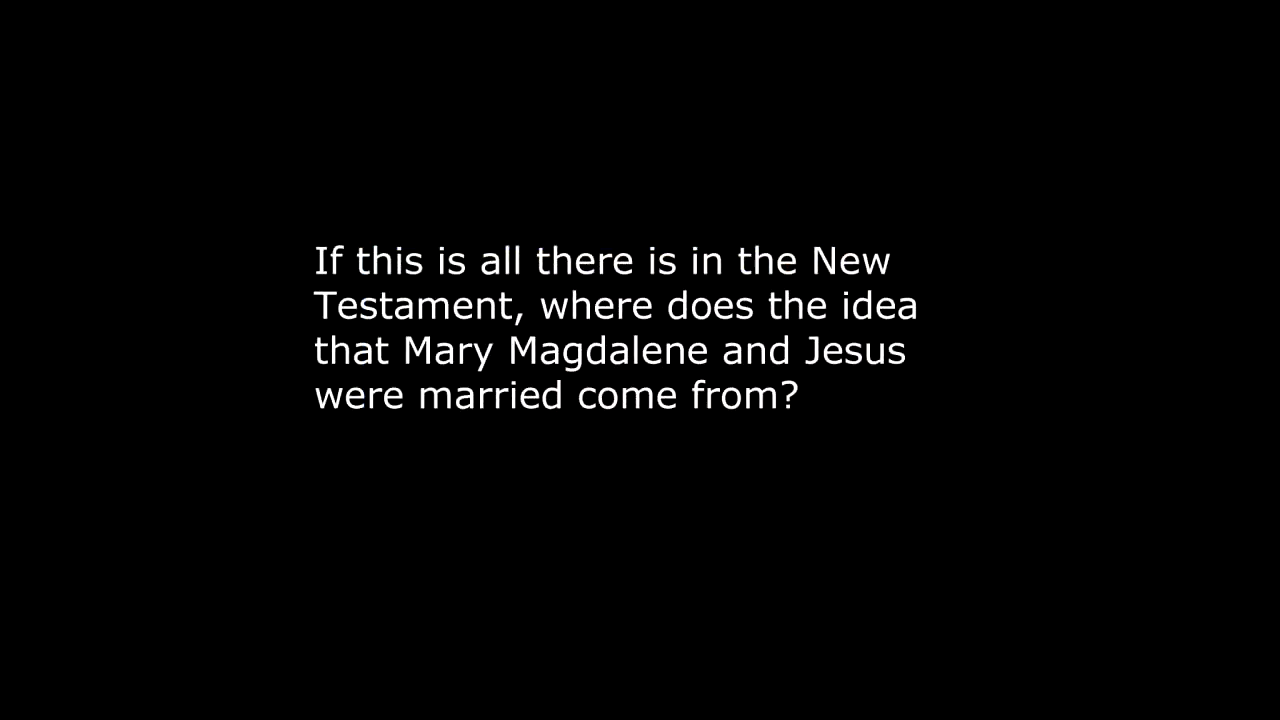 If this is all there is in the New
Testament, where does the idea
that Mary Magdalene and Jesus
were married come from?